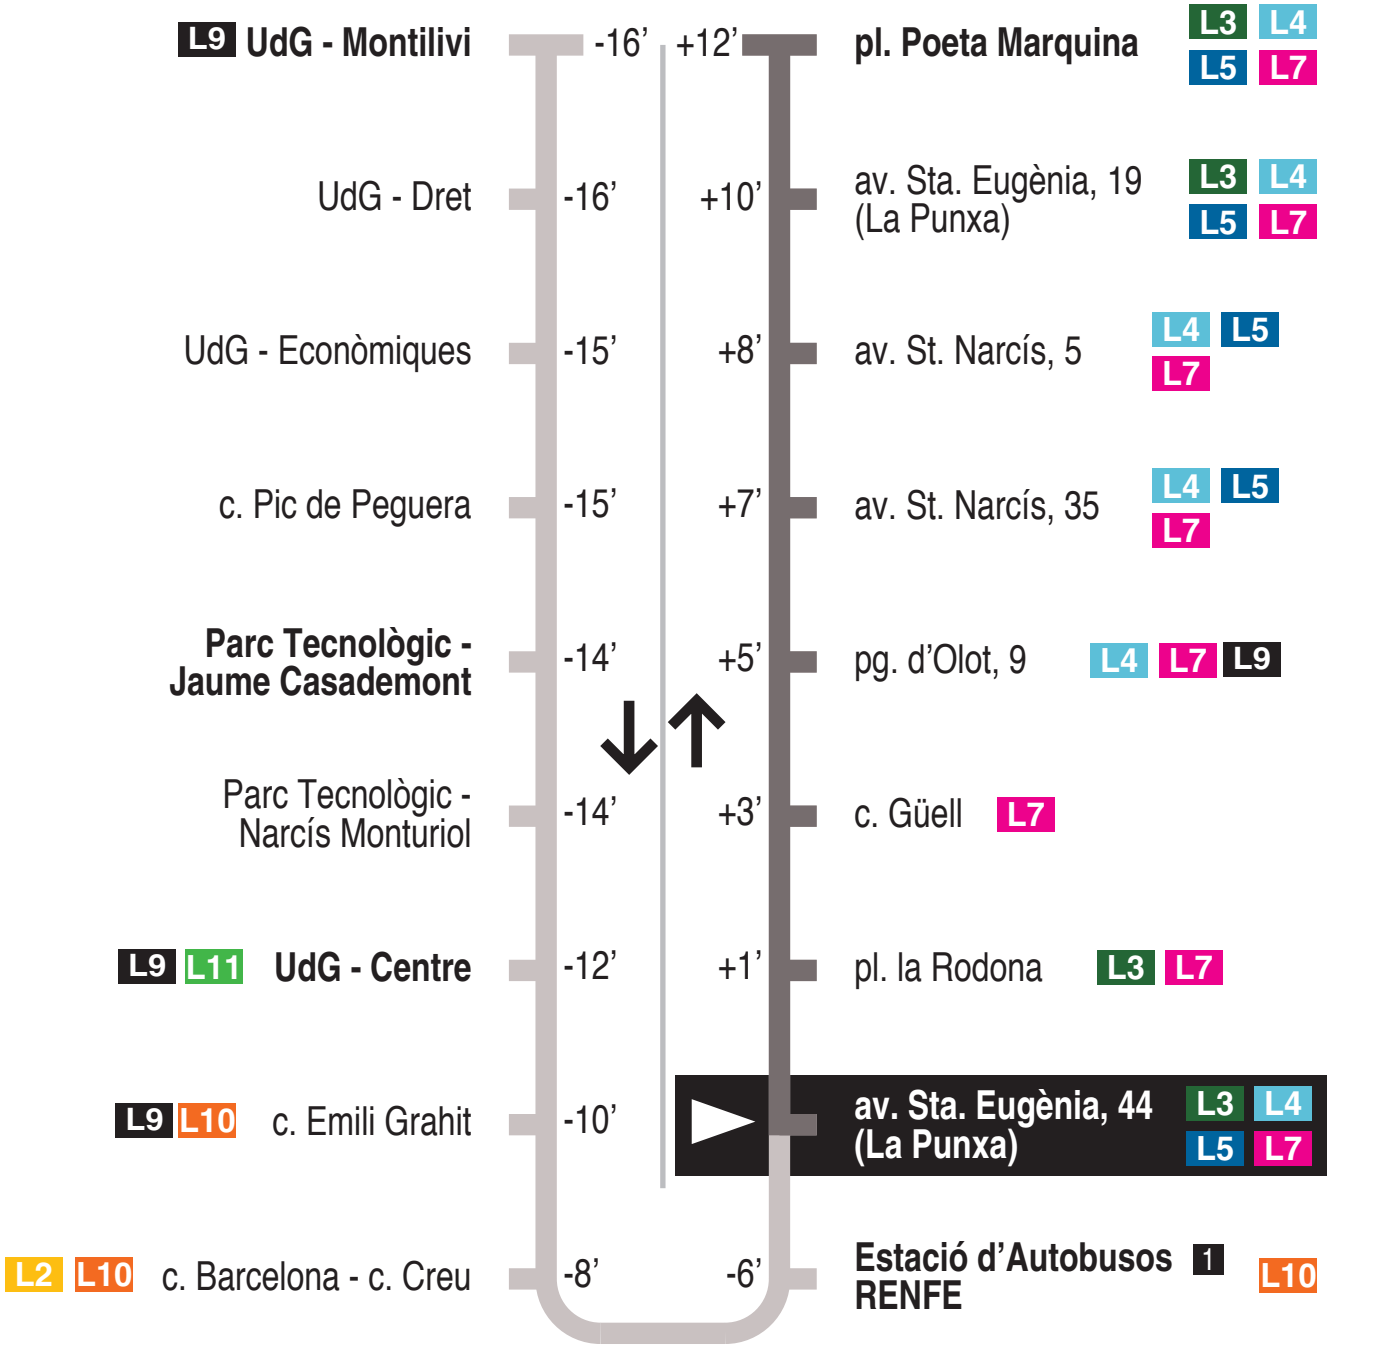 L9 UdG - Montilivi -16’ +12’ pl. Poeta Marquina L3 L4
L5 L7
UdG - Dret -16’ +10’ av. Sta. Eugènia, 19 L3 L4
(La Punxa) L5 L7
UdG - Econòmiques -15’ +8’ av. St. Narcís, 5 L4 L5
L7
c. Pic de Peguera -15’ +7’ av. St. Narcís, 35 L4 L5
L7
Parc Tecnològic -
Jaume Casademont -14’ +5’ pg. d’Olot, 9 L4 L7 L9
Parc Tecnològic -
Narcís Monturiol -14’ +3’ c. Güell L7
L9 L11 UdG - Centre -12’ +1’ pl. la Rodona L3 L7
L9 L10 c. Emili Grahit -10’ av. Sta. Eugènia, 44 L3 L4
(La Punxa) L5 L7
L2 L10 c. Barcelona - c. Creu -8’ -6’ Estació d’Autobusos 1 L10
RENFE